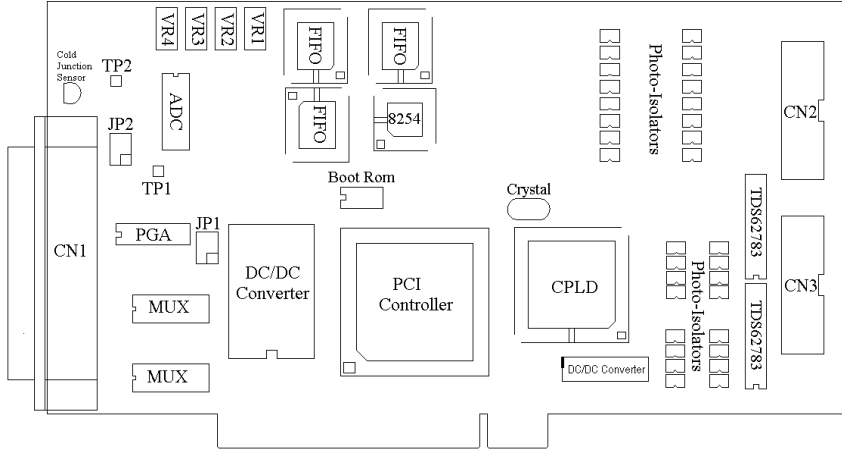 VR4
VR3
VR2
VR1
FIFO
FIFO
Cold
Junction
Sensor
TP2
ADC
FIFO
8254
Photo-Isolators
CN2
JP2
TP1
Boot Rom
Crystal
TDS62783
CN1
PGA
JP1
DC/DC
Converter
PCI
Controller
CPLD
Photo-Isolators
CN3
MUX
TDS62783
MUX
DC/DC Converter